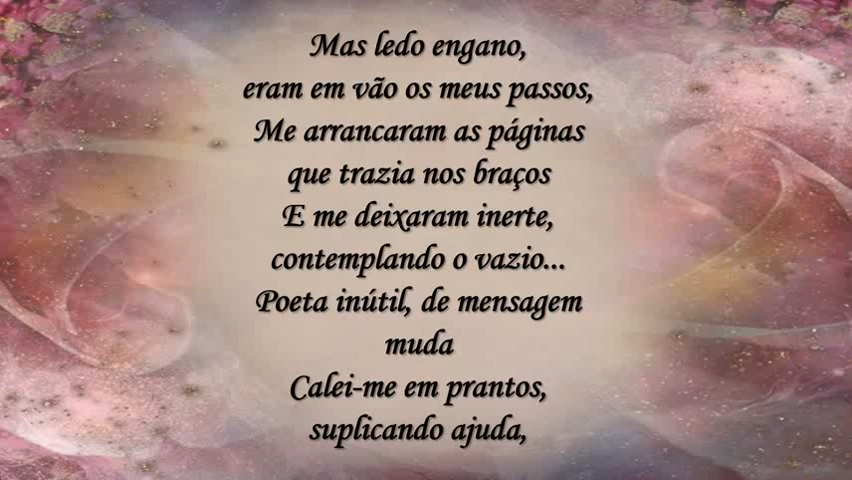 Mas ledo engano,
eram em vão os meus passos,
Me arrancaram as páginas
que trazia nos braços
E me deixaram inerte,
contemplando o vazio...
Poeta inútil, de mensagem
muda
Calei-me em prantos,
suplicando ajuda,